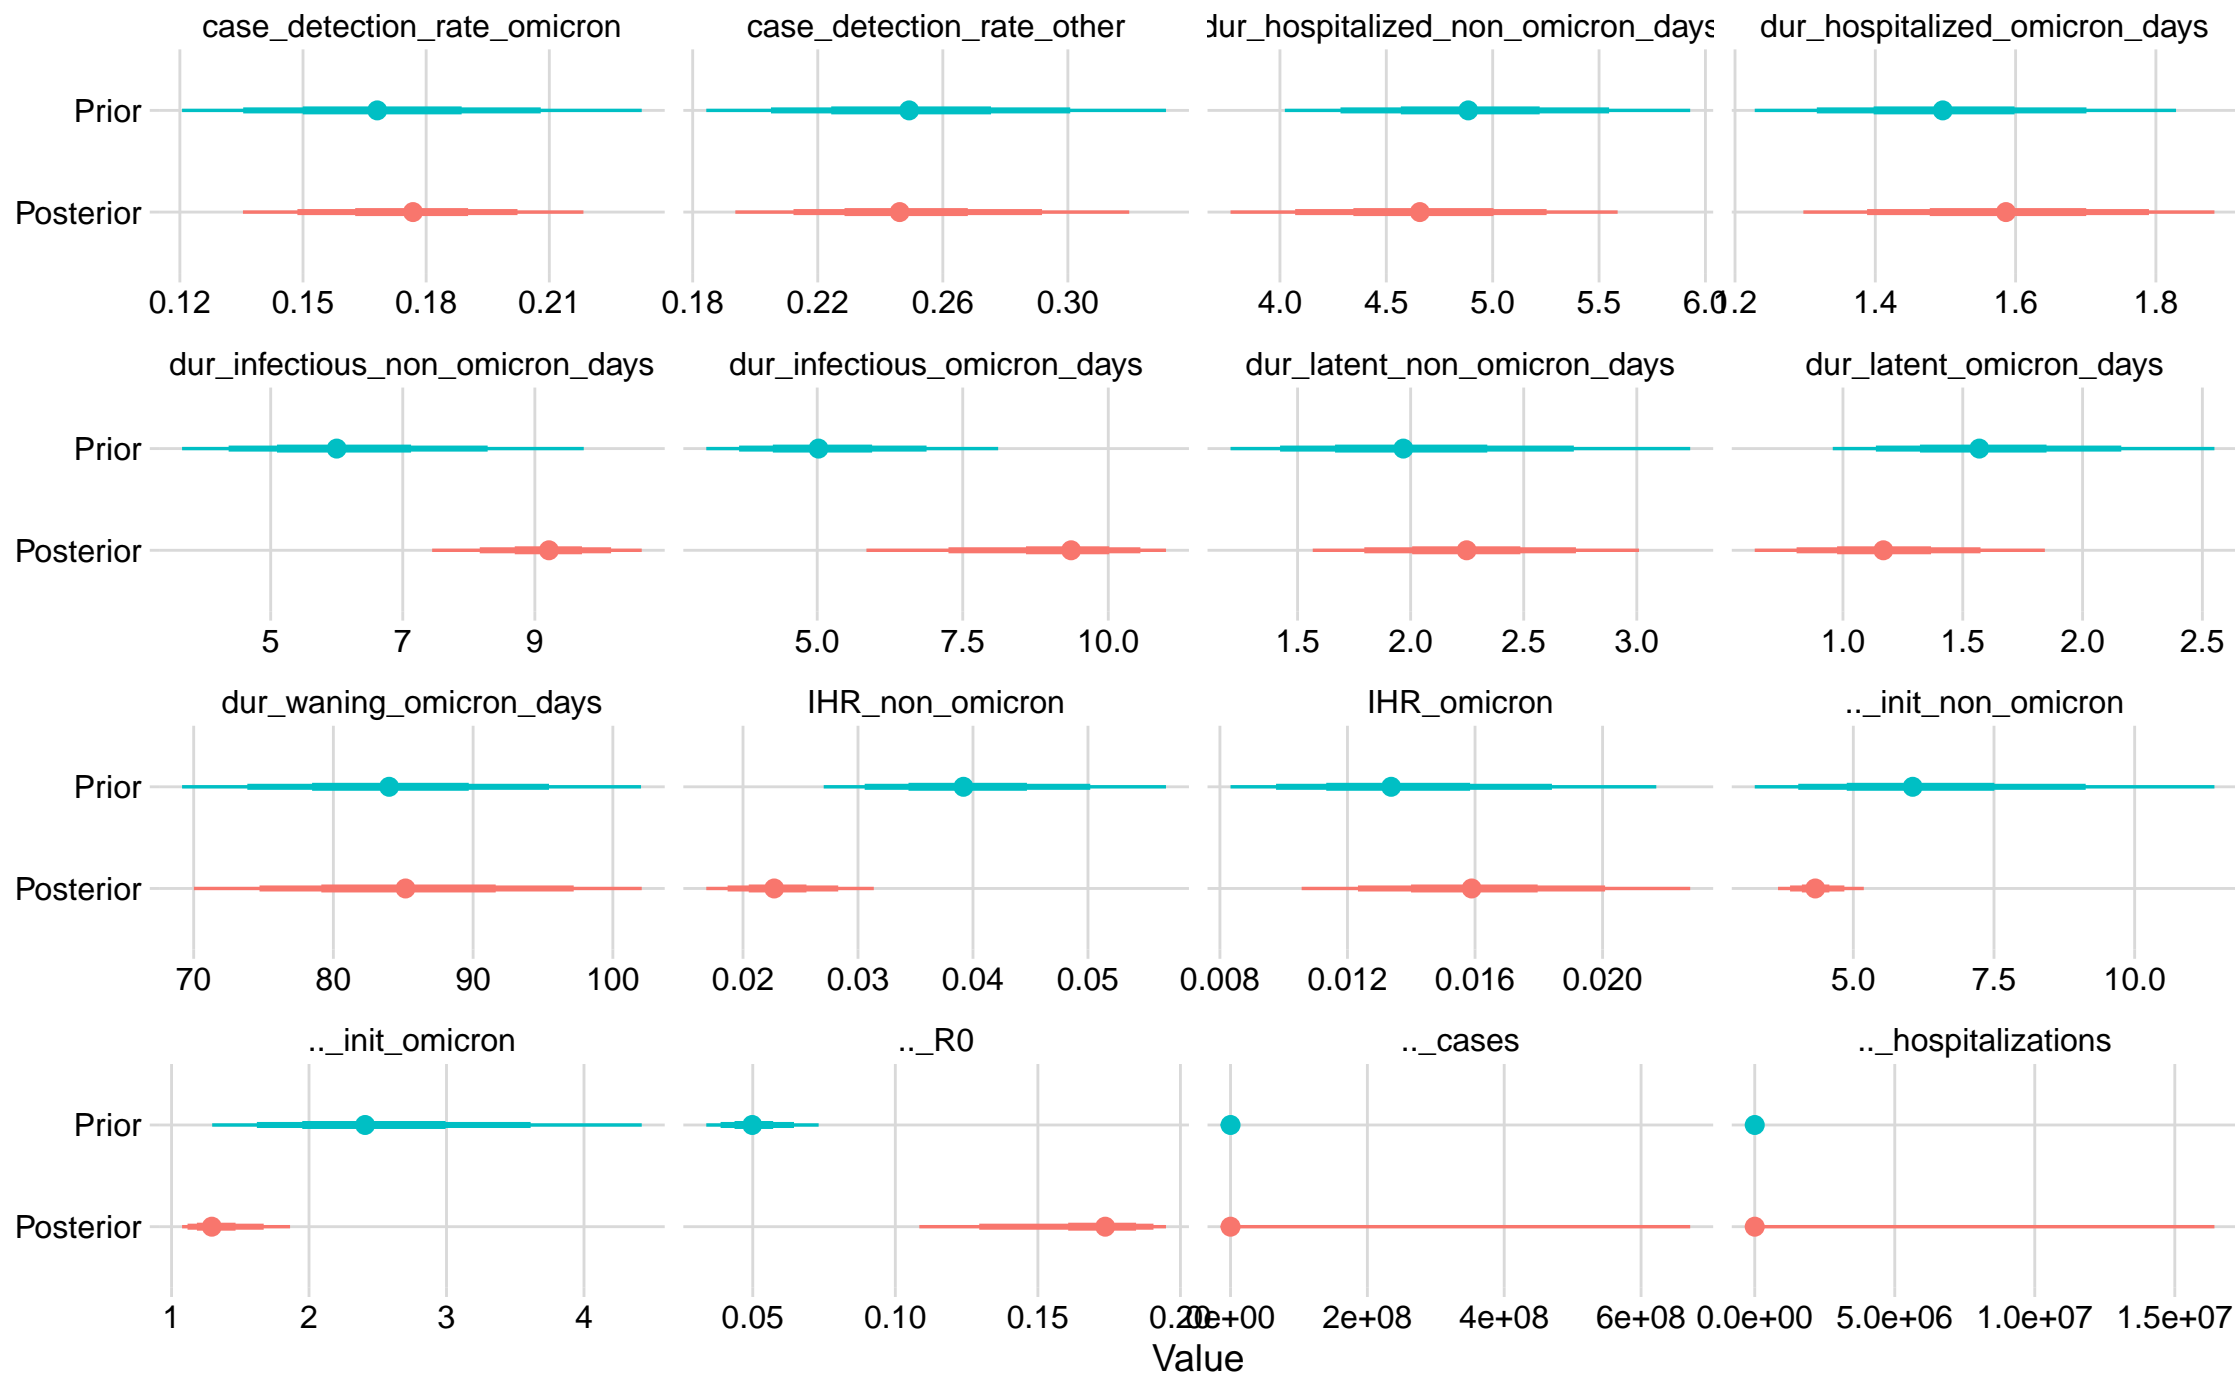 case_detection_rate_omicron case_detection_rate_other dur_hospitalized_non_omicron_days dur_hospitalized_omicron_days
Prior
Posterior
0.12 0.15 0.18 0.21 0.18 0.22 0.26 0.30 4.0 4.5 5.0 5.5 6.0 1.2 1.4 1.6 1.8
dur_infectious_non_omicron_days dur_infectious_omicron_days dur_latent_non_omicron_days dur_latent_omicron_days
Prior
Posterior
5 7 9 5.0 7.5 10.0 1.5 2.0 2.5 3.0 1.0 1.5 2.0 2.5
dur_waning_omicron_days IHR_non_omicron IHR_omicron .._init_non_omicron
Prior
Posterior
70 80 90 100 0.02 0.03 0.04 0.05 0.008 0.012 0.016 0.020 5.0 7.5 10.0
.._init_omicron .._R0 .._cases .._hospitalizations
Prior
Posterior
1 2 3 4 0.05 0.10 0.15 0.20 0e+00 2e+08 4e+08 6e+08 0.0e+00 5.0e+06 1.0e+07 1.5e+07
Value